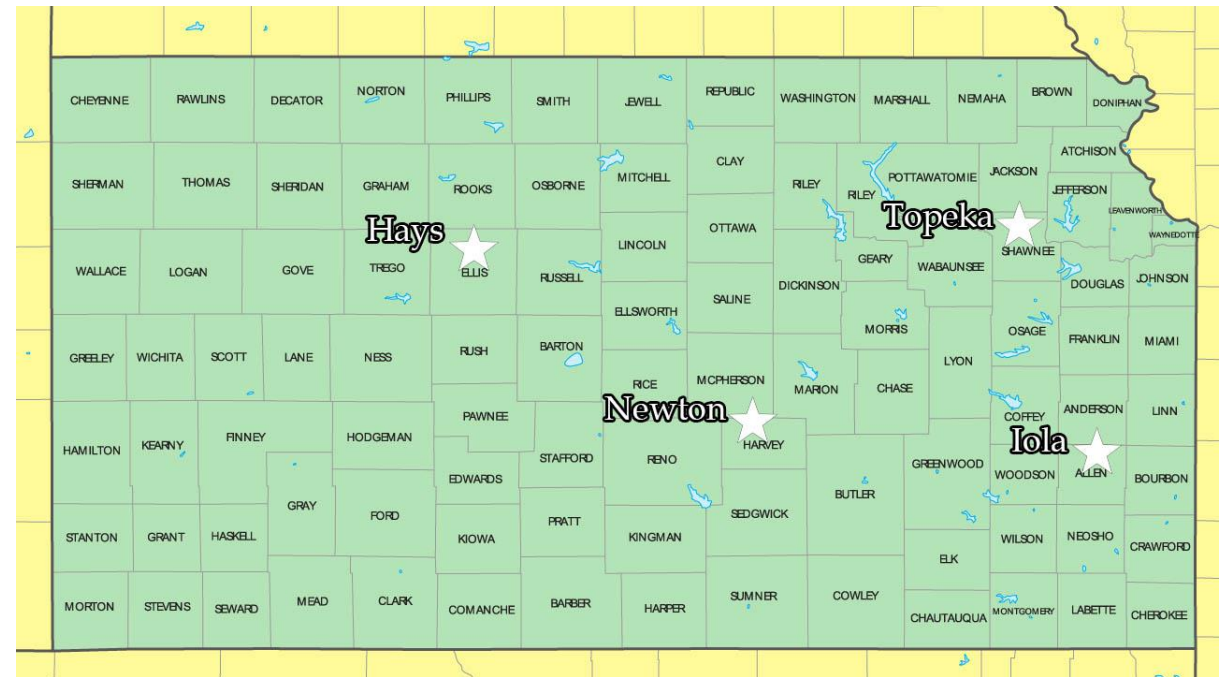 CHEYENNE
RAWLINS
DECATOR
NORTON
PHILLIPS
SMITH
JEWELL
REPUBLIC
WASHINGTON
MARSHALL
NEMAHA
BROWN
DONIPHAN
SHERMAN
THOMAS
SHERIDAN
GRAHAM
ROOKS
OSBORNE
MITCHELL
CLAY
RILEY
RILEY
POTTAWATOMIE
JACKSON
ATCHISON
JEFFERSON
LEAVENWORTH
WAYNEDOTTE
Hays
Topeka
WALLACE
LOGAN
GOVE
TREGO
ELLIS
RUSSELL
LINCOLN
OTTAWA
GEARY
WABAUNSEE
SHAWNEE
DOUGLAS
JOHNSON
ELLSWORTH
SALINE
DICKINSON
MORRIS
OSAGE
FRANKLIN
MIAMI
GREELEY
WICHITA
SCOTT
LANE
NESS
RUSH
BARTON
RICE
MCPHERSON
MARION
CHASE
LYON
Newton
COFFEY
ANDERSON
LINN
Iola
HAMILTON
KEARNY
FINNEY
HODGEMAN
PAWNEE
STAFFORD
RENO
HARVEY
GREENWOOD
WOODSON
ALLEN
BOURBON
EDWARDS
GRAY
FORD
BUTLER
SEDGWICK
STANTON
GRANT
HASKELL
KIOWA
PRATT
KINGMAN
ELK
WILSON
NEOSHO
CRAWFORD
MORTON
STEVENS
SEWARD
MEAD
CLARK
COMANCHE
BARBER
HARPER
SUMNER
COWLEY
CHAUTAUQUA
MONTGOMERY
LABETTE
CHEROKEE